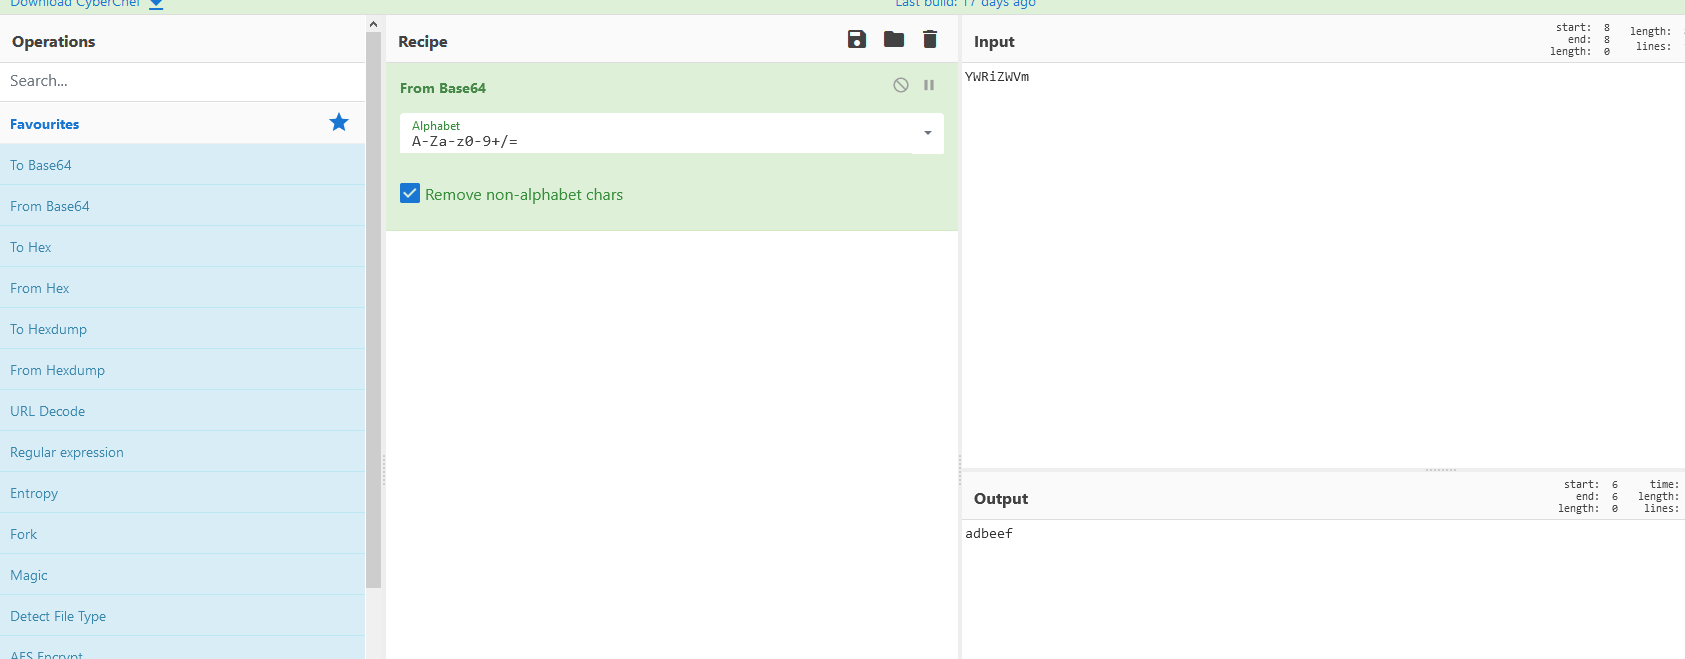 Download CyberChef
Last build: 17 days ago
Operations
Search...
Favourites
To Base64
From Base64
To Hex
From Hex
To Hexdump
From Hexdump
URL Decode
Regular expression
Entropy
Fork
Magic
Detect File Type
AES Encrypt
Recipe
From Base64
Alphabet
A-Za-z0-9+/=
Remove non-alphabet chars
Input
start: 8
end: 8
length: 0
length:
lines:
YWRiZWVm
Output
start: 6
end: 6
length: 0
time:
length:
lines:
adbeef